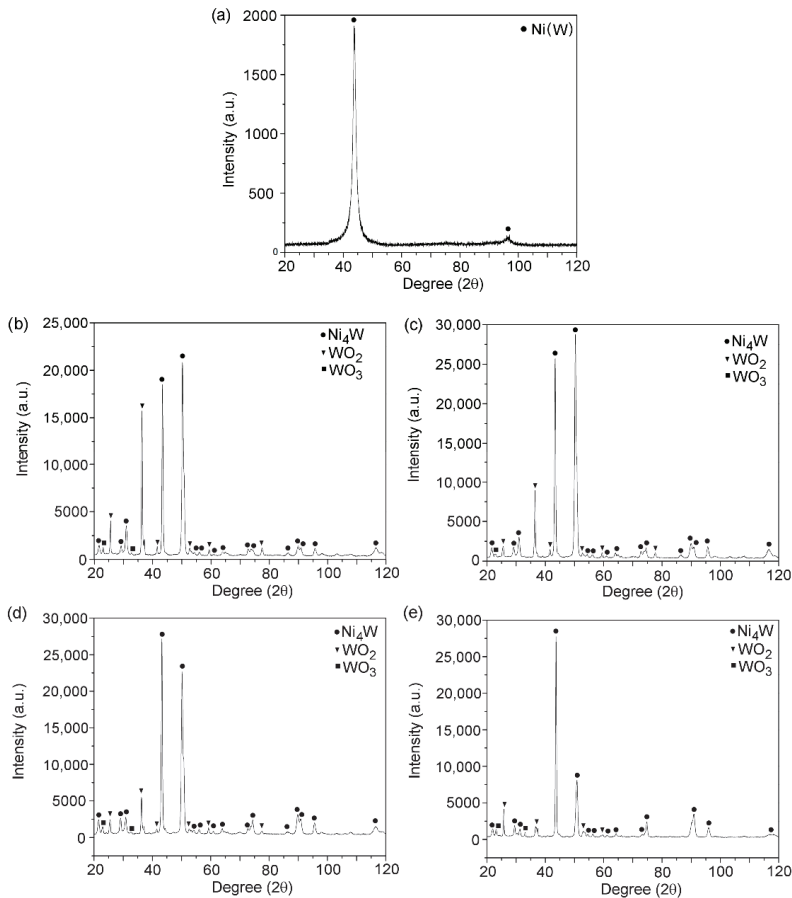 (a)
2000
1500
1000
500
0
Intensity (a.u.)
● Ni(W)
20 40 60 80 100 120
Degree (2θ)
(b)
25,000
20,000
15,000
10,000
5000
0
Intensity (a.u.)
● Ni4W
▼ WO2
■ WO3
20 40 60 80 100 120
Degree (2θ)
(c)
30,000
25,000
20,000
15,000
10,000
5000
0
Intensity (a.u.)
● Ni4W
▼ WO2
■ WO3
20 40 60 80 100 120
Degree (2θ)
(d)
30,000
25,000
20,000
15,000
10,000
5000
0
Intensity (a.u.)
● Ni4W
▼ WO2
■ WO3
20 40 60 80 100 120
Degree (2θ)
(e)
30,000
25,000
20,000
15,000
10,000
5000
0
Intensity (a.u.)
● Ni4W
▼ WO2
■ WO3
20 40 60 80 100 120
Degree (2θ)